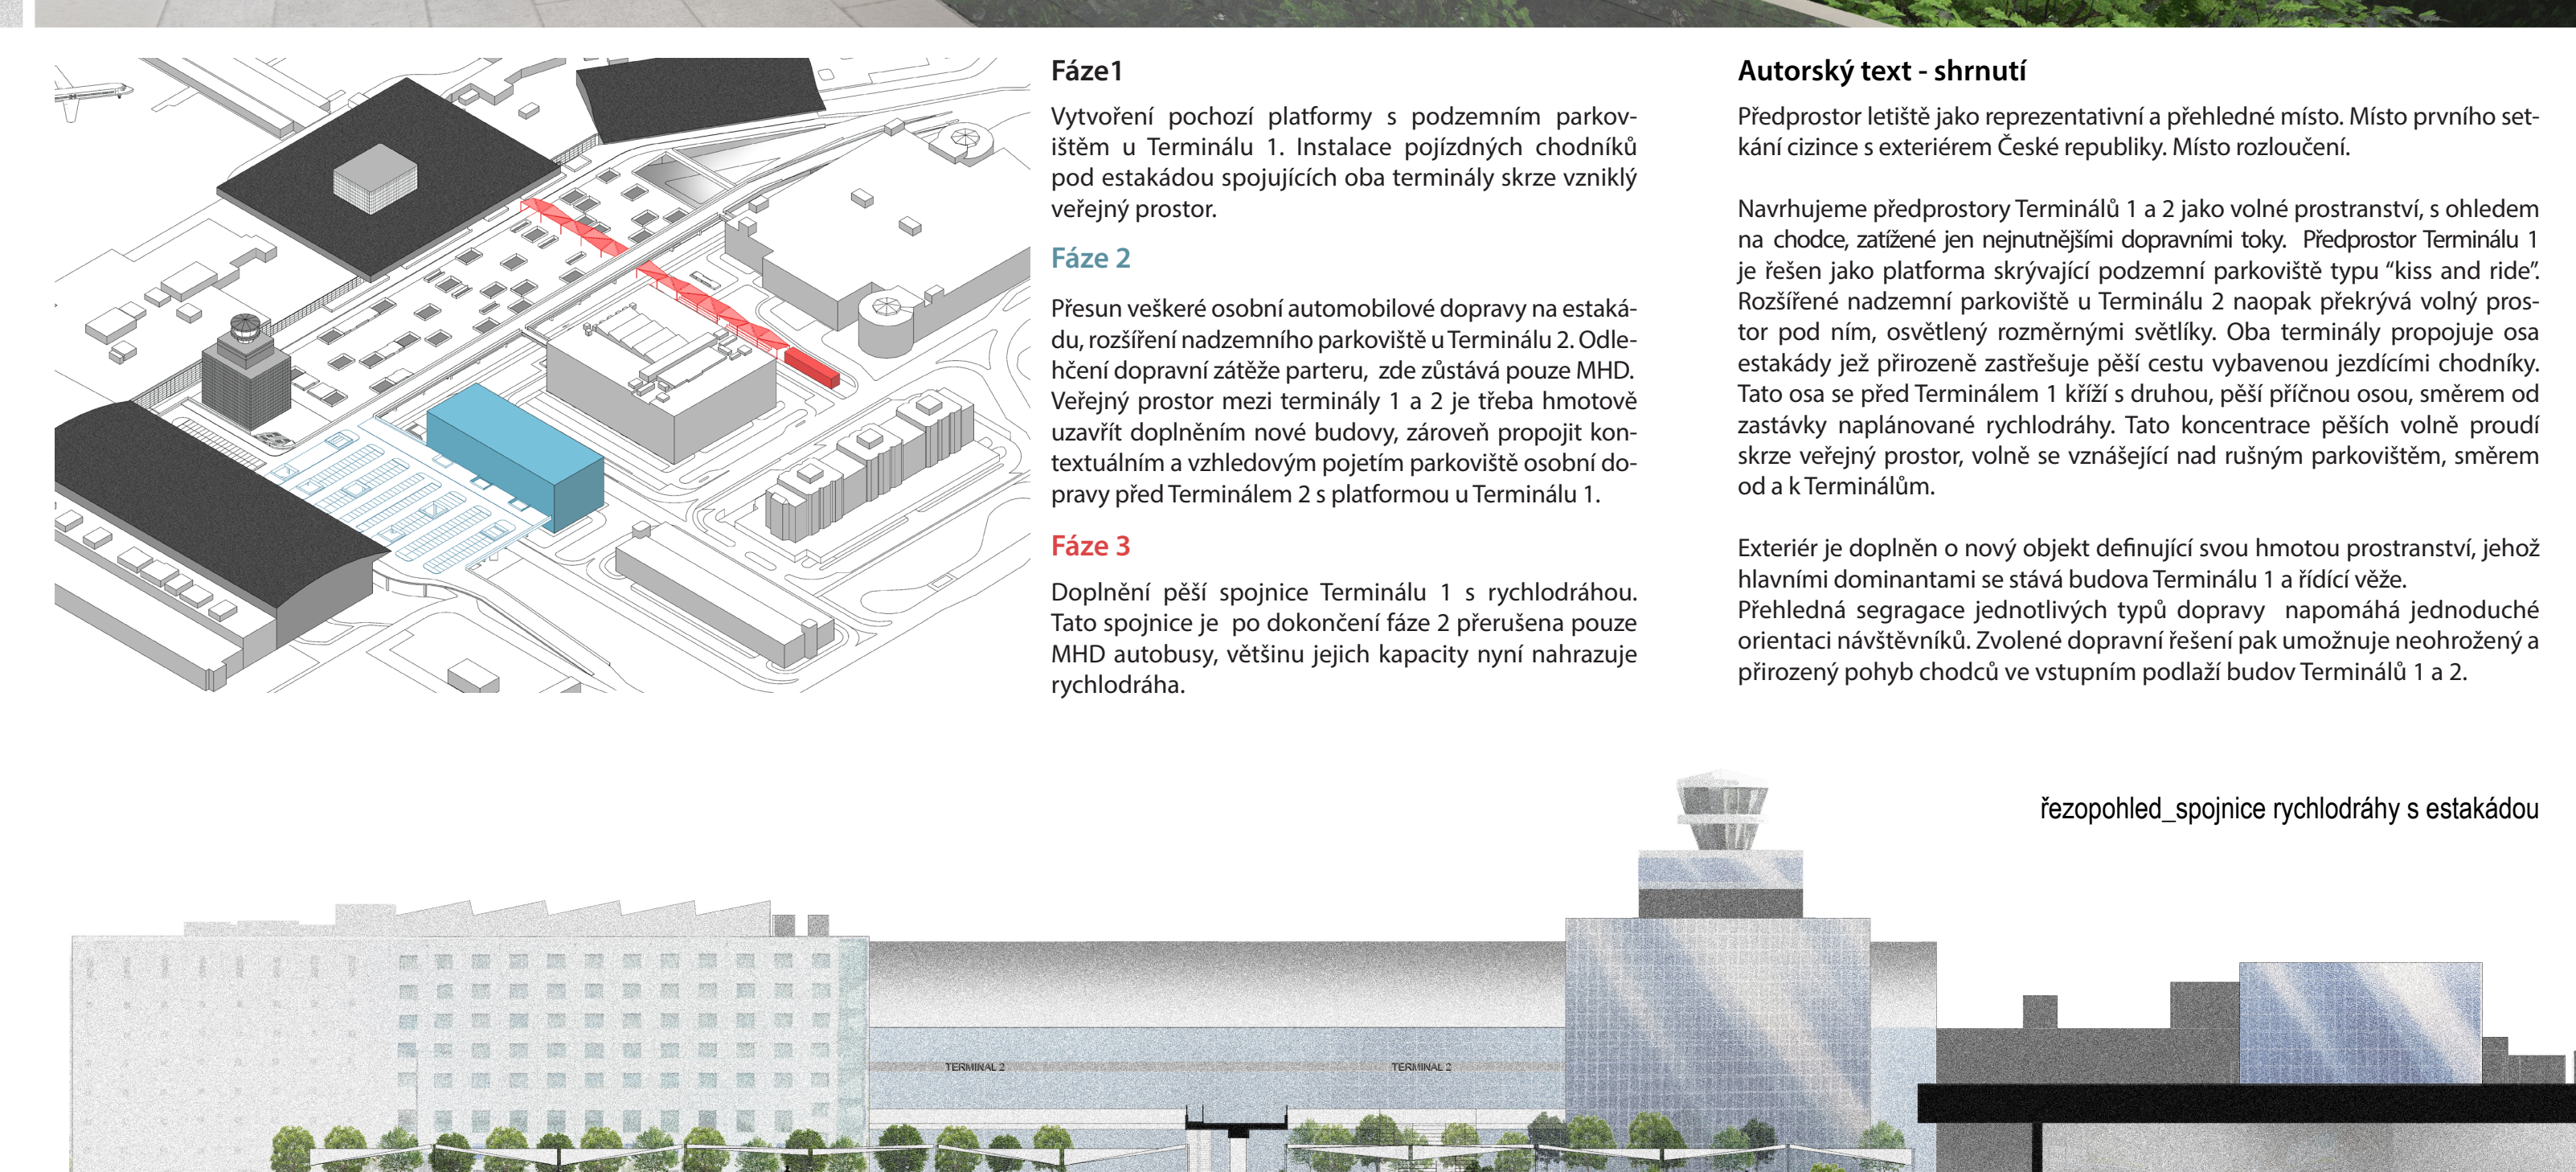 Fáze1
Vytvoření pochozí platformy s podzemním parkov-
ištěm u Terminálu 1. Instalace pojízdných chodníků
pod estakádou spojujících oba terminály skrze vzniklý
veřejný prostor.
Fáze 2
Přesun veškeré osobní automobilové dopravy na estaká-
du, rozšíření nadzemního parkoviště u Terminálu 2. Odle-
hčení dopravní zátěže parteru, zde zůstává pouze MHD.
Veřejný prostor mezi terminály 1 a 2 je třeba hmotově
uzavřít doplněním nové budovy, zároveň propojit kon-
textuálním a vzhledovým pojetím parkoviště osobní do-
pravy před Terminálem 2 s platformou u Terminálu 1.
Fáze 3
Doplnění pěší spojnice Terminálu 1 s rychlodráhou.
Tato spojnice je po dokončení fáze 2 přerušena pouze
MHD autobusy, většinu jejich kapacity nyní nahrazuje
rychlodráha.
Autorský text - shrnutí
Předprostor letiště jako reprezentativní a přehledné místo. Místo prvního set-
kání cizince s exteriérem České republiky. Místo rozloučení.
Navrhujeme předprostory Terminálů 1 a 2 jako volné prostranství, s ohledem
na chodce, zatížené jen nejnutnějšími dopravními toky. Předprostor Terminálu 1
je řešen jako platforma skrývající podzemní parkoviště typu “kiss and ride”.
Rozšířené nadzemní parkoviště u Terminálu 2 naopak překrývá volný pros-
tor pod ním, osvětlený rozměrnými světlíky. Oba terminály propojuje osa
estakády jež přirozeně zastřešuje pěší cestu vybavenou jezdícími chodníky.
Tato osa se před Terminálem 1 kříží s druhou, pěší příčnou osou, směrem od
zastávky naplánované rychlodráhy. Tato koncentrace pěších volně proudí
skrze veřejný prostor, volně se vznášející nad rušným parkovištěm, směrem
od a k Terminálům.
Exteriér je doplněn o nový objekt definující svou hmotou prostranství, jehož
hlavními dominantami se stává budova Terminálu 1 a řídící věže.
Přehledná segragace jednotlivých typů dopravy napomáhá jednoduché
orientaci návštěvníků. Zvolené dopravní řešení pak umožnuje neohrožený a
přirozený pohyb chodců ve vstupním podlaží budov Terminálů 1 a 2.
řezopohled_spojnice rychlodráhy s estakádou
TERMINAL 2
TERMINAL 2